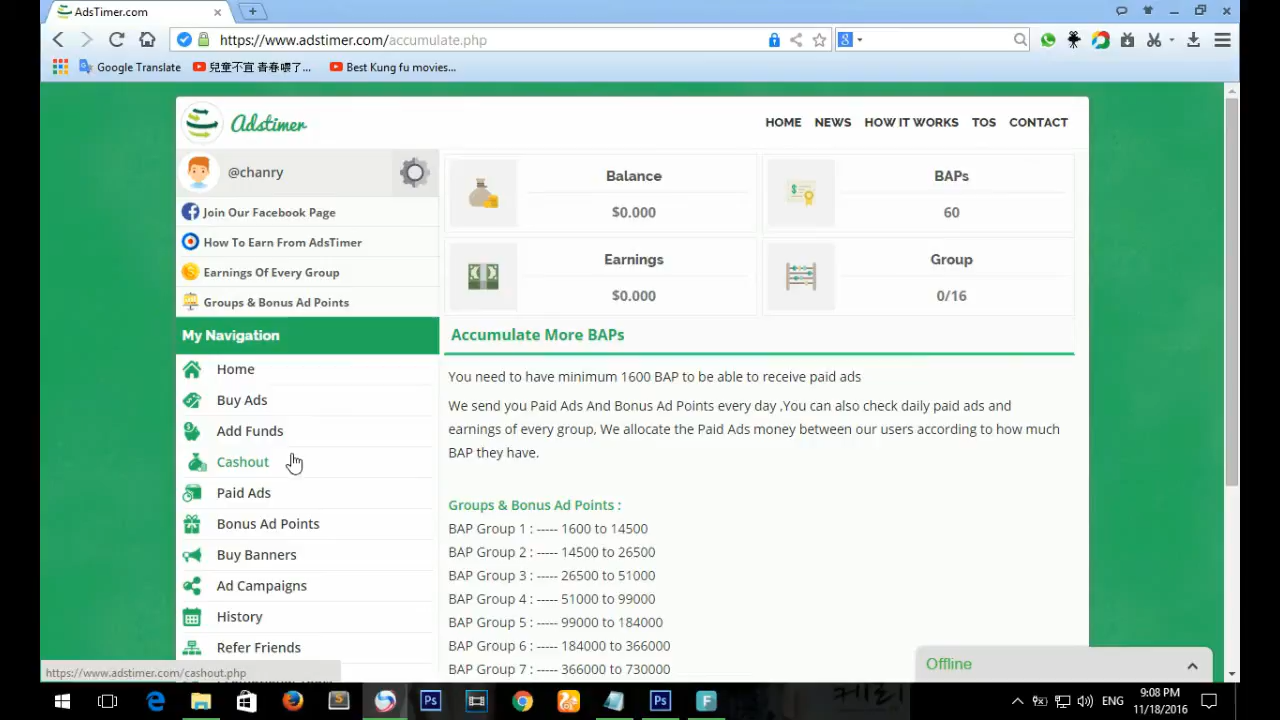 AdsTimer.com
https://www.adstimer.com/accumulate.php
Google Translate
兒童不宜 青春喂了...
Best Kung fu movies...
Adstimer
HOME NEWS HOW IT WORKS TOS CONTACT
@chanry
Join Our Facebook Page
How To Earn From AdsTimer
Earnings Of Every Group
Groups & Bonus Ad Points
Balance
$0.000
BAPs
60
Earnings
$0.000
Group
0/16
My Navigation
Home
Buy Ads
Add Funds
Cashout
Paid Ads
Bonus Ad Points
Buy Banners
Ad Campaigns
History
Refer Friends
Accumulate More BAPs
You need to have minimum 1600 BAP to be able to receive paid ads
We send you Paid Ads And Bonus Ad Points every day ,You can also check daily paid ads and
earnings of every group, We allocate the Paid Ads money between our users according to how much
BAP they have.
Groups & Bonus Ad Points :
BAP Group 1 : ----- 1600 to 14500
BAP Group 2 : ----- 14500 to 26500
BAP Group 3 : ----- 26500 to 51000
BAP Group 4 : ----- 51000 to 99000
BAP Group 5 : ----- 99000 to 184000
BAP Group 6 : ----- 184000 to 366000
BAP Group 7 : ----- 366000 to 730000
Offline
https://www.adstimer.com/cashout.php
ENG
9:08 PM
11/18/2016